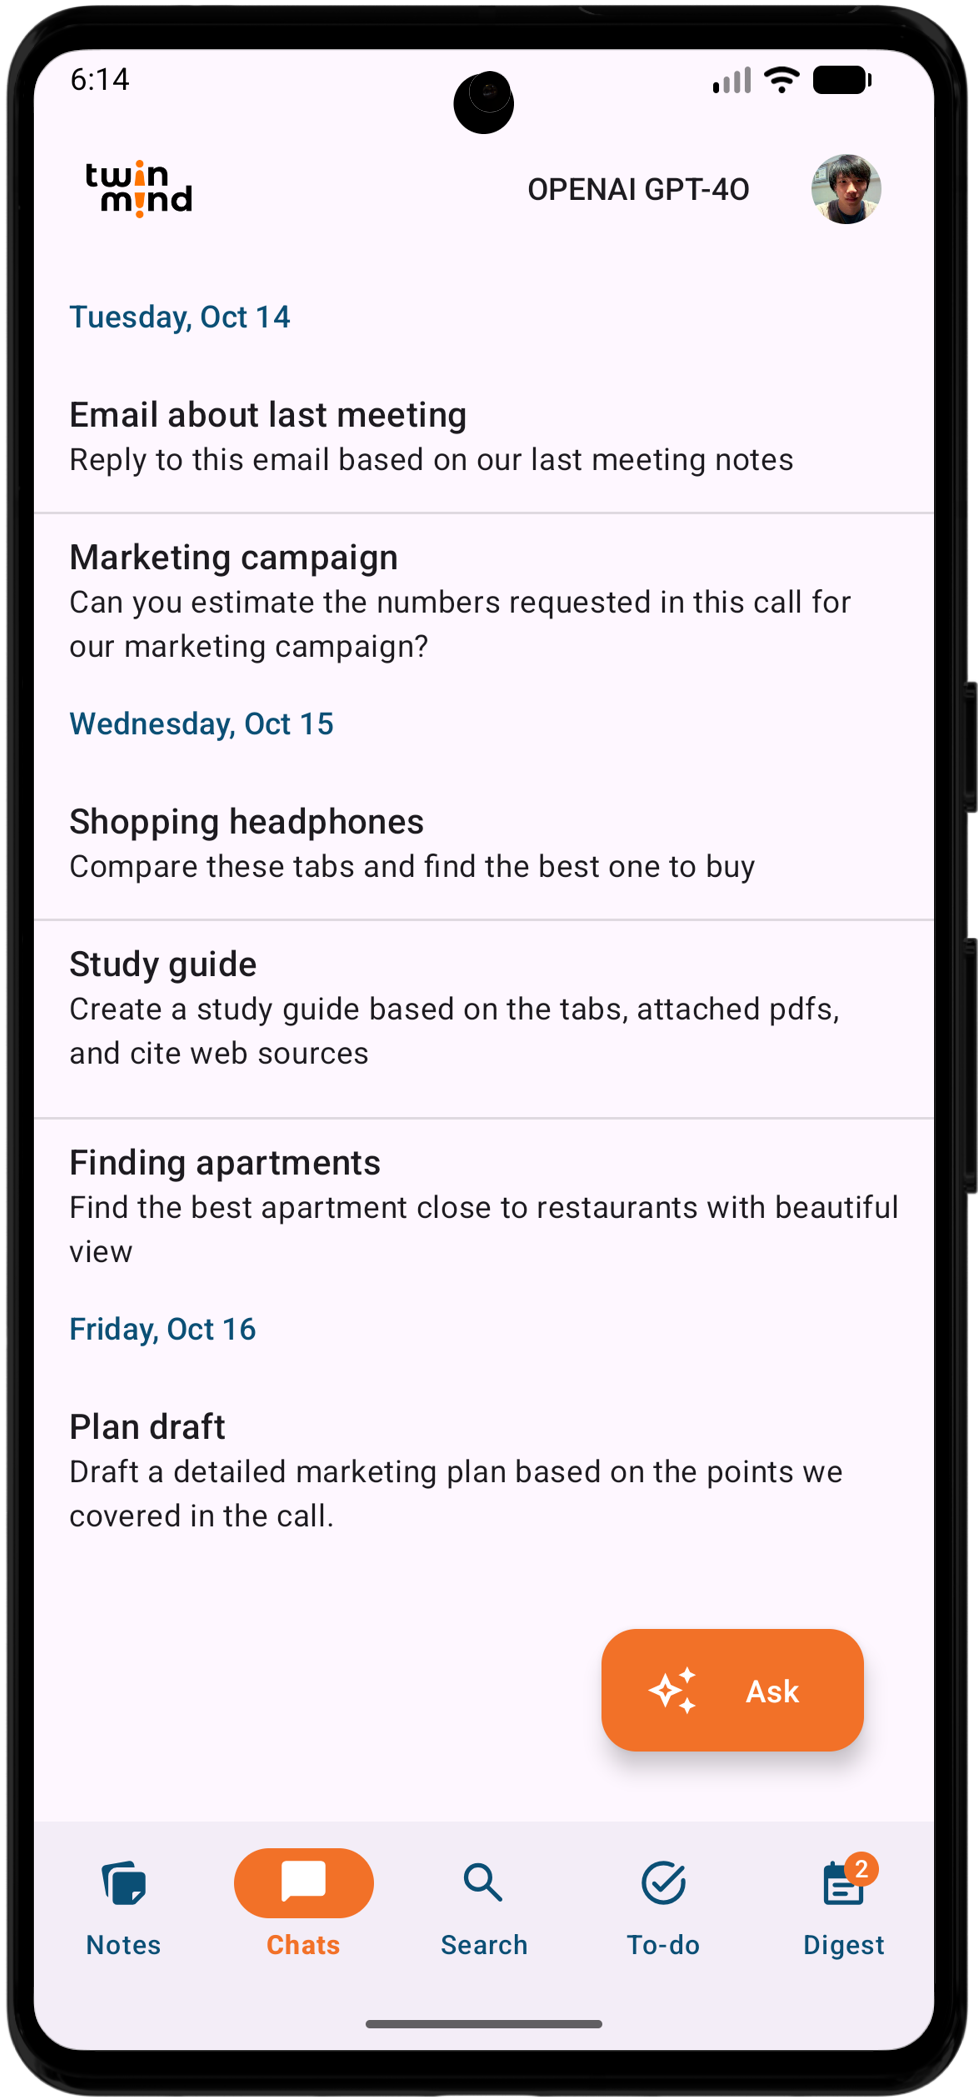 6:14
twin
mind
OPENAI GPT-4O
Tuesday, Oct 14
Email about last meeting
Reply to this email based on our last meeting notes
Marketing campaign
Can you estimate the numbers requested in this call for
our marketing campaign?
Wednesday, Oct 15
Shopping headphones
Compare these tabs and find the best one to buy
Study guide
Create a study guide based on the tabs, attached pdfs,
and cite web sources
Finding apartments
Find the best apartment close to restaurants with beautiful
view
Friday, Oct 16
Plan draft
Draft a detailed marketing plan based on the points we
covered in the call.
Ask
2
Notes Chats Search To-do Digest